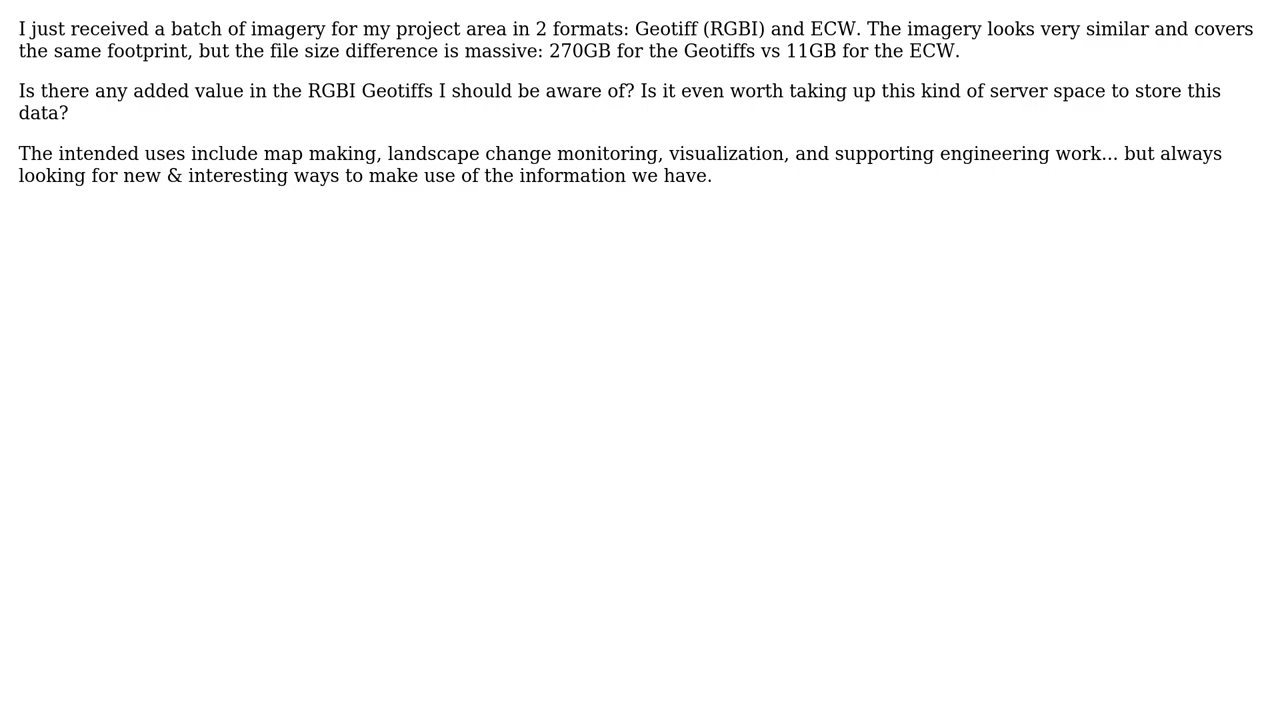 I just received a batch of imagery for my project area in 2 formats: Geotiff (RGBI) and ECW. The imagery looks very similar and covers
the same footprint, but the file size difference is massive: 270GB for the Geotiffs vs 11GB for the ECW.
Is there any added value in the RGBI Geotiffs I should be aware of? Is it even worth taking up this kind of server space to store this
data?
The intended uses include map making, landscape change monitoring, visualization, and supporting engineering work... but always
looking for new & interesting ways to make use of the information we have.